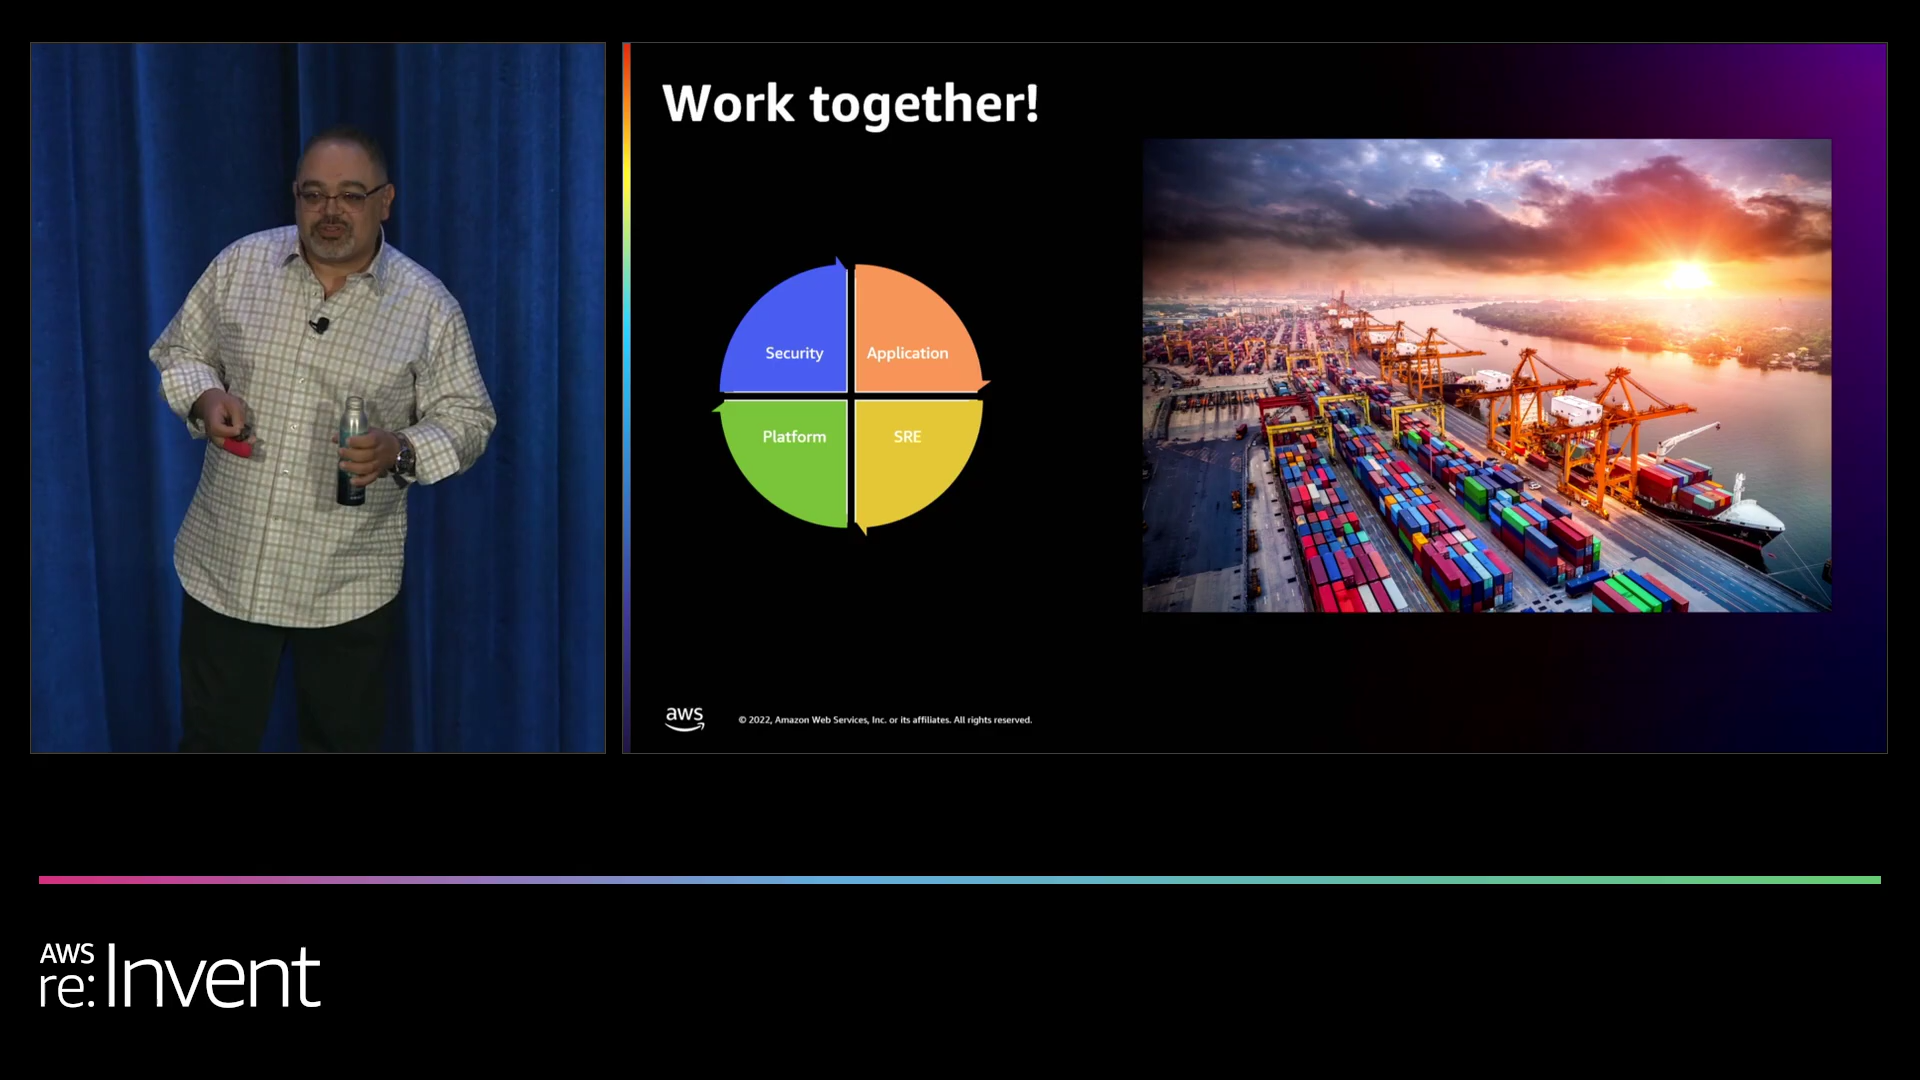 Work together!
Security
Application
Platform
SRE
aws
© 2022, Amazon Web Services, Inc. or its affiliates. All rights reserved.
AWS
re:Invent